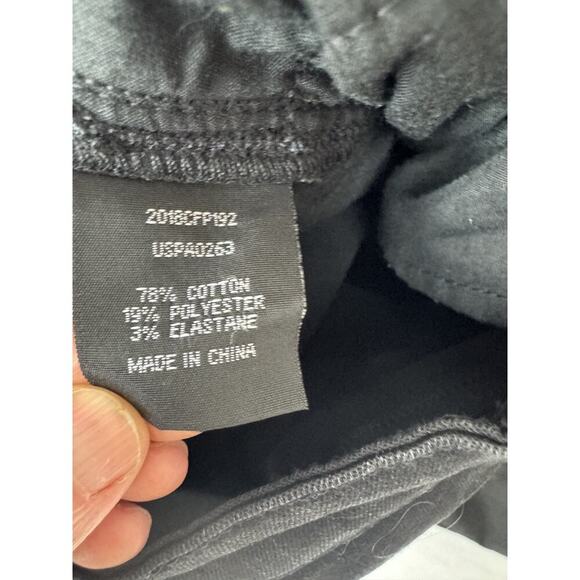 2018CFP192
USPA0263
78% COTTON
19% POLYESTER
3% ELASTANE
MADE IN CHINA